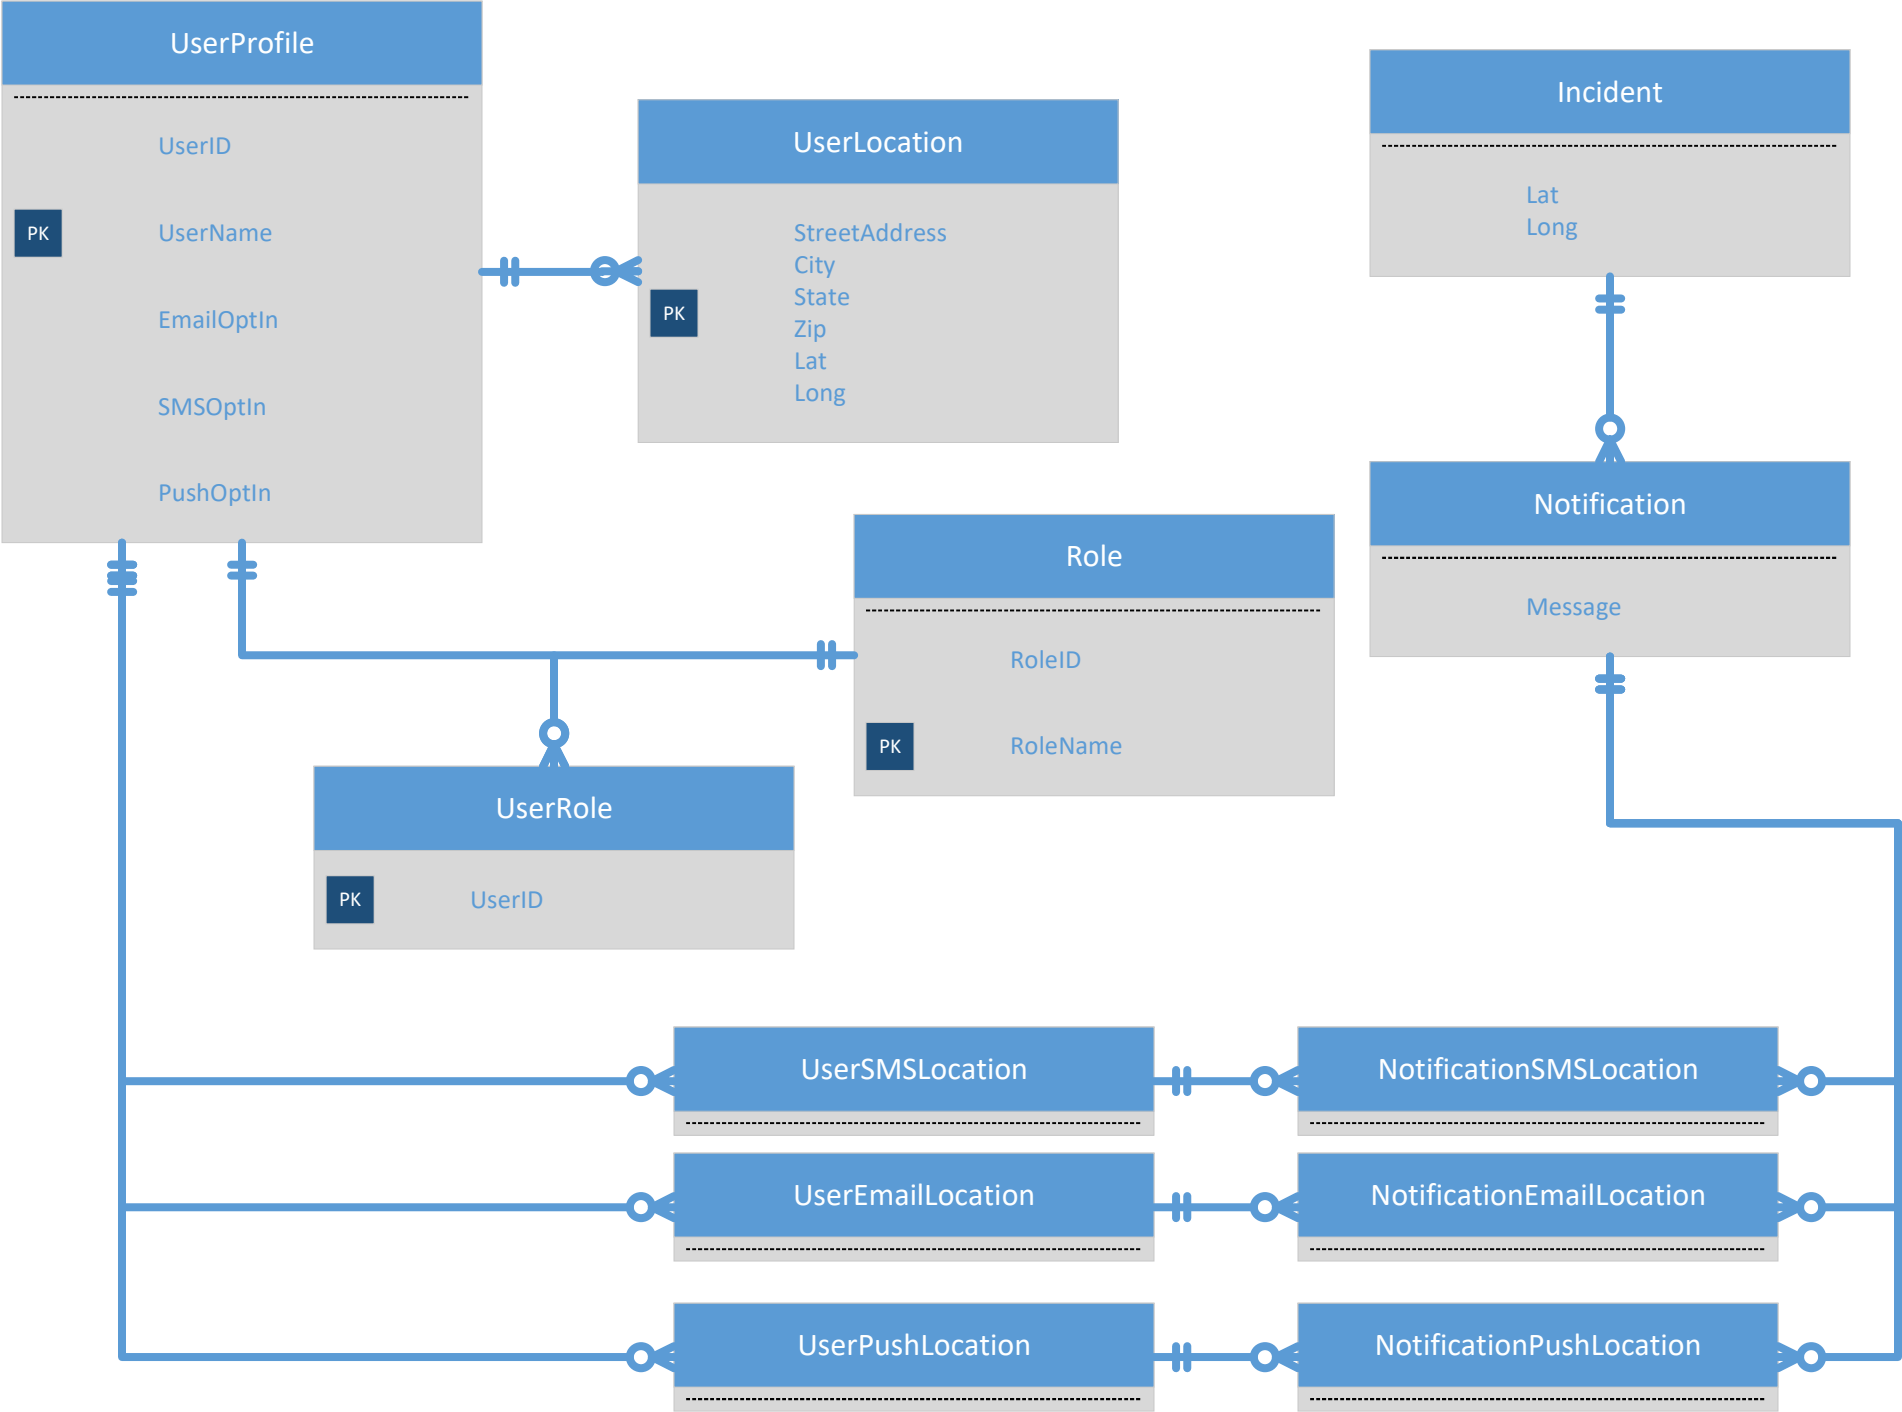 UserProfile
UserID
PK
UserName
EmailOptIn
SMSOptIn
PushOptIn
UserLocation
StreetAddress
City
State
Zip
Lat
Long
PK
Incident
Lat
Long
Notification
Message
Role
RoleID
PK
RoleName
UserRole
PK
UserID
UserSMSLocation
NotificationSMSLocation
UserEmailLocation
NotificationEmailLocation
UserPushLocation
NotificationPushLocation